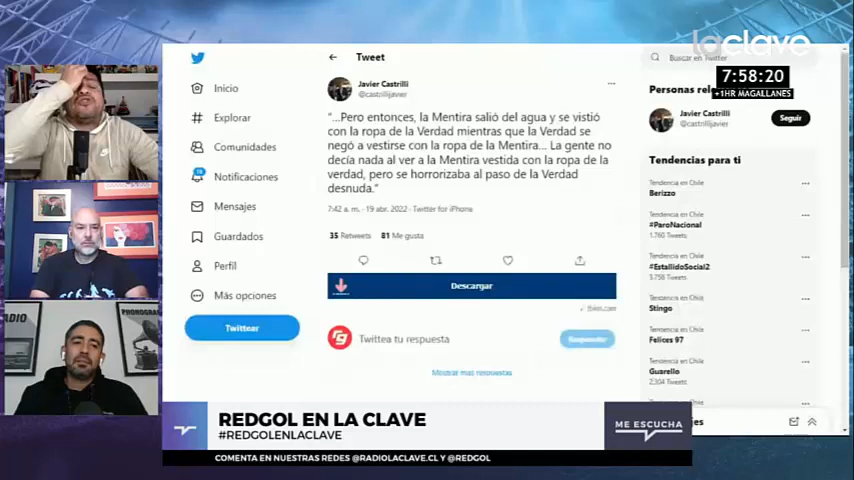 laclave
7:58:20
+1HR MAGALLANES
Tweet
Buscar en Twitter
Javier Castrilli
@castrillijavier
“...Pero entonces, la Mentira salió del agua y se vistió
con la ropa de la Verdad mientras que la Verdad se
negó a vestirse con la ropa de la Mentira... La gente no
decía nada al ver a la Mentira vestida con la ropa de la
verdad, pero se horrorizaba al paso de la Verdad
desnuda.”
7:42 a. m. · 19 abr. 2022 · Twitter for iPhone
35 Retweets 81 Me gusta
Descargar
Twittea tu respuesta
Responder
Mostrar más respuestas
Inicio
Explorar
Comunidades
Notificaciones
Mensajes
Guardados
Perfil
Más opciones
Twittear
Personas rele
Javier Castrilli
@castrillijavier
Seguir
Tendencias para ti
Tendencia en Chile
Berizzo
Tendencia en Chile
#ParoNacional
1.760 Tweets
Tendencia en Chile
#EstallidoSocial2
Tendencia en Chile
Stingo
Tendencia en Chile
Felices 97
Tendencia en Chile
Guarello
2,304 Tweets
Tendencia en Chile
jes
ADIO
PHONOGRA
REDGOL EN LA CLAVE
#REDGOLENLACLAVE
ME ESCUCHA
COMENTA EN NUESTRAS REDES @RADIOLACLAVE.CL Y @REDGOL